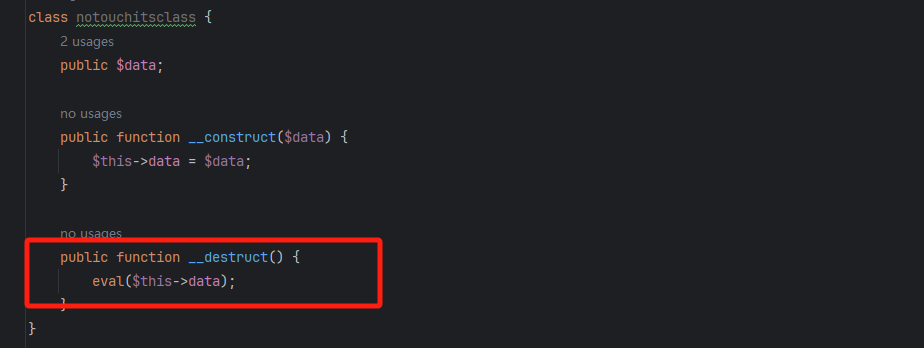 class notouchitsclass {
2 usages
public $data;
no usages
public function __construct($data) {
$this->data = $data;
}
no usages
public function __destruct() {
eval($this->data);
}
}